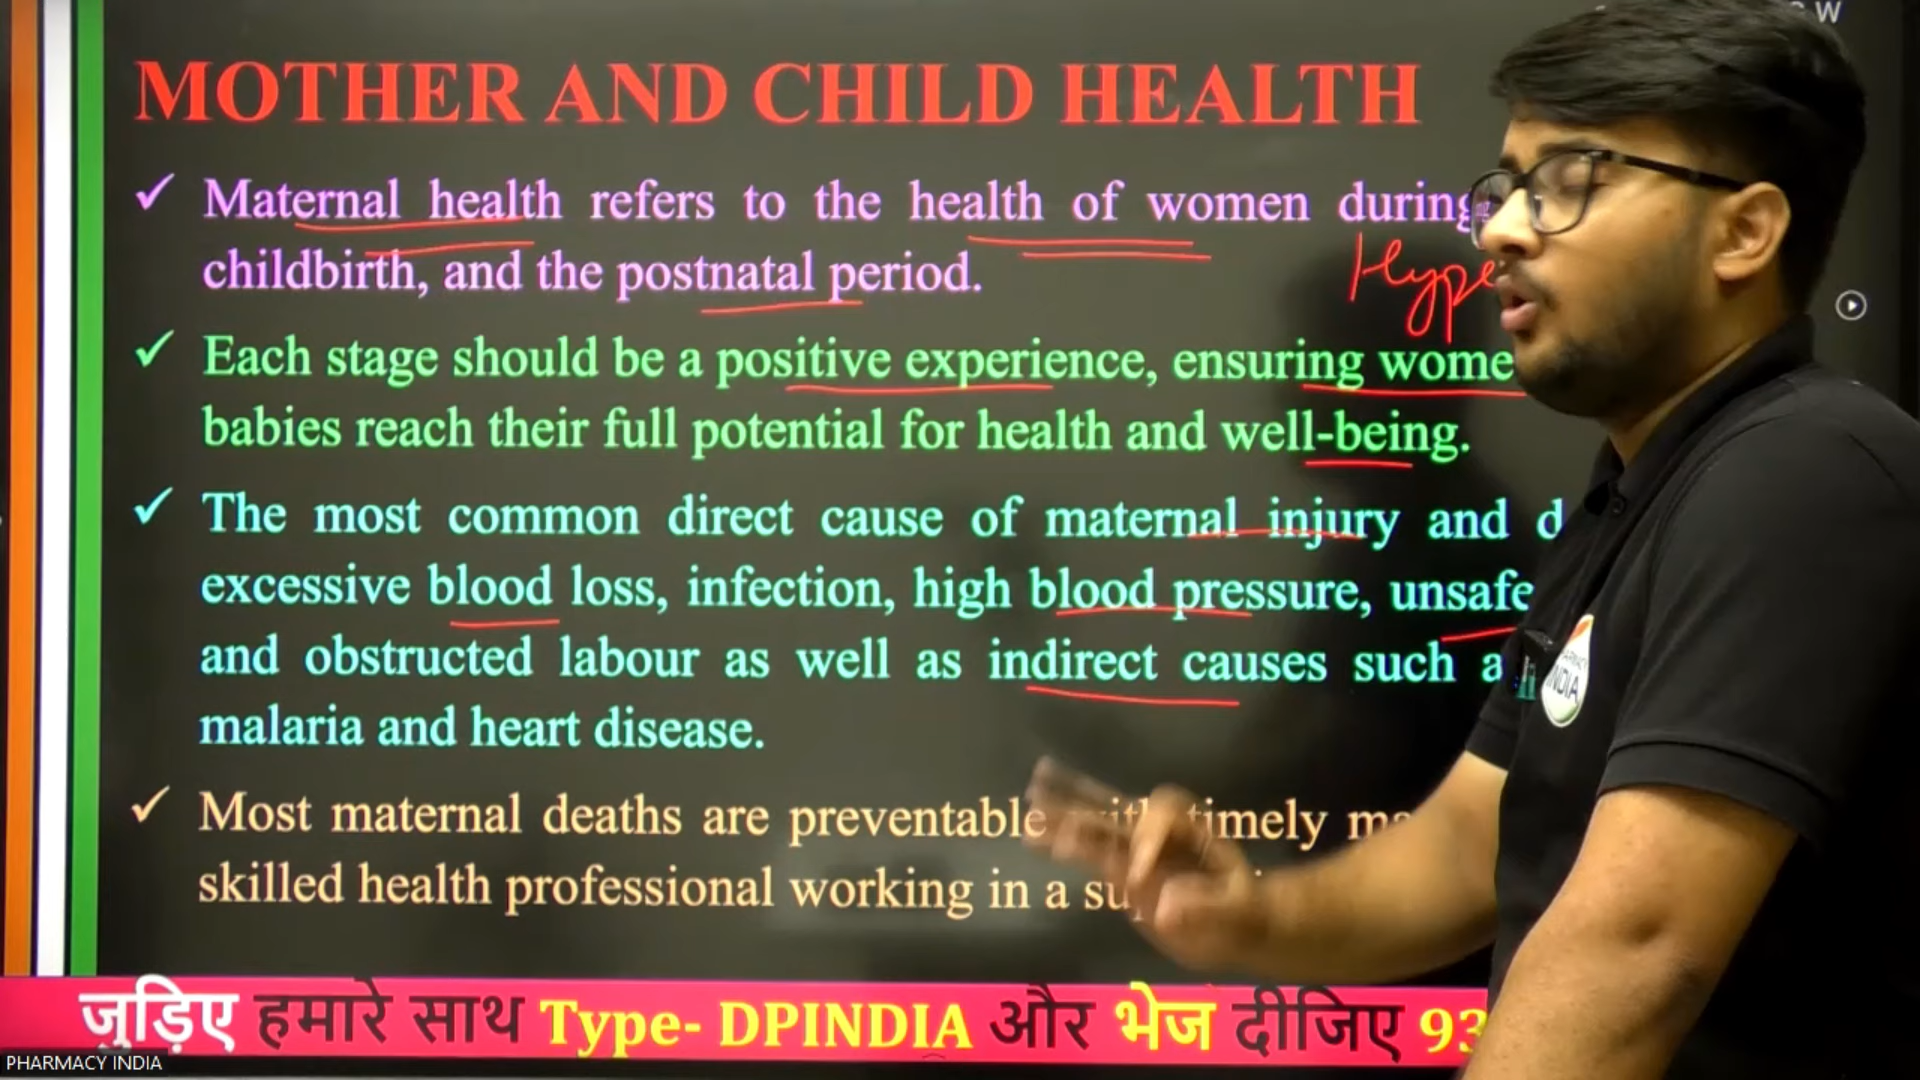 MOTHER AND CHILD HEALTH
✓ Maternal health refers to the health of women during
childbirth, and the postnatal period.
Hype
✓ Each stage should be a positive experience, ensuring
babies reach their full potential for health and well-being.
✓ The most common direct cause of maternal injury and
excessive blood loss, infection, high blood pressure, unsafe
and obstructed labour as well as indirect causes such
malaria and heart disease.
✓ Most maternal deaths are preventable with timely
skilled health professional working in a
INDIA
जुड़िए हमारे साथ Type- DPINDIA और भेज दीजिए 93
PHARMACY INDIA